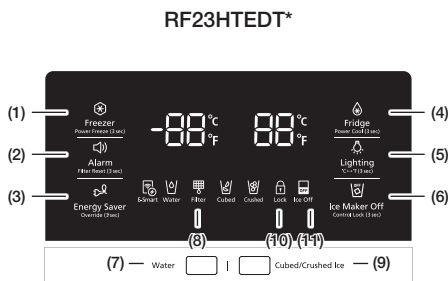 RF23HTEDT*
(1)
Freezer
Power Freeze (3 sec)
-88°C °F
88°C °F
(4)
Fridge
Power Cool (3 sec)
(2)
Alarm
Filter Reset (3 sec)
(5)
Lighting
°C↔°F(3 sec)
(3)
Energy Saver
Override (3sec)
E-Smart Water Filter Cubed Crushed Lock Ice Off
OFF
(6)
Ice Maker Off
Control Lock (3 sec)
(8) (10) (11)
(7) Water | Cubed/Crushed Ice (9)